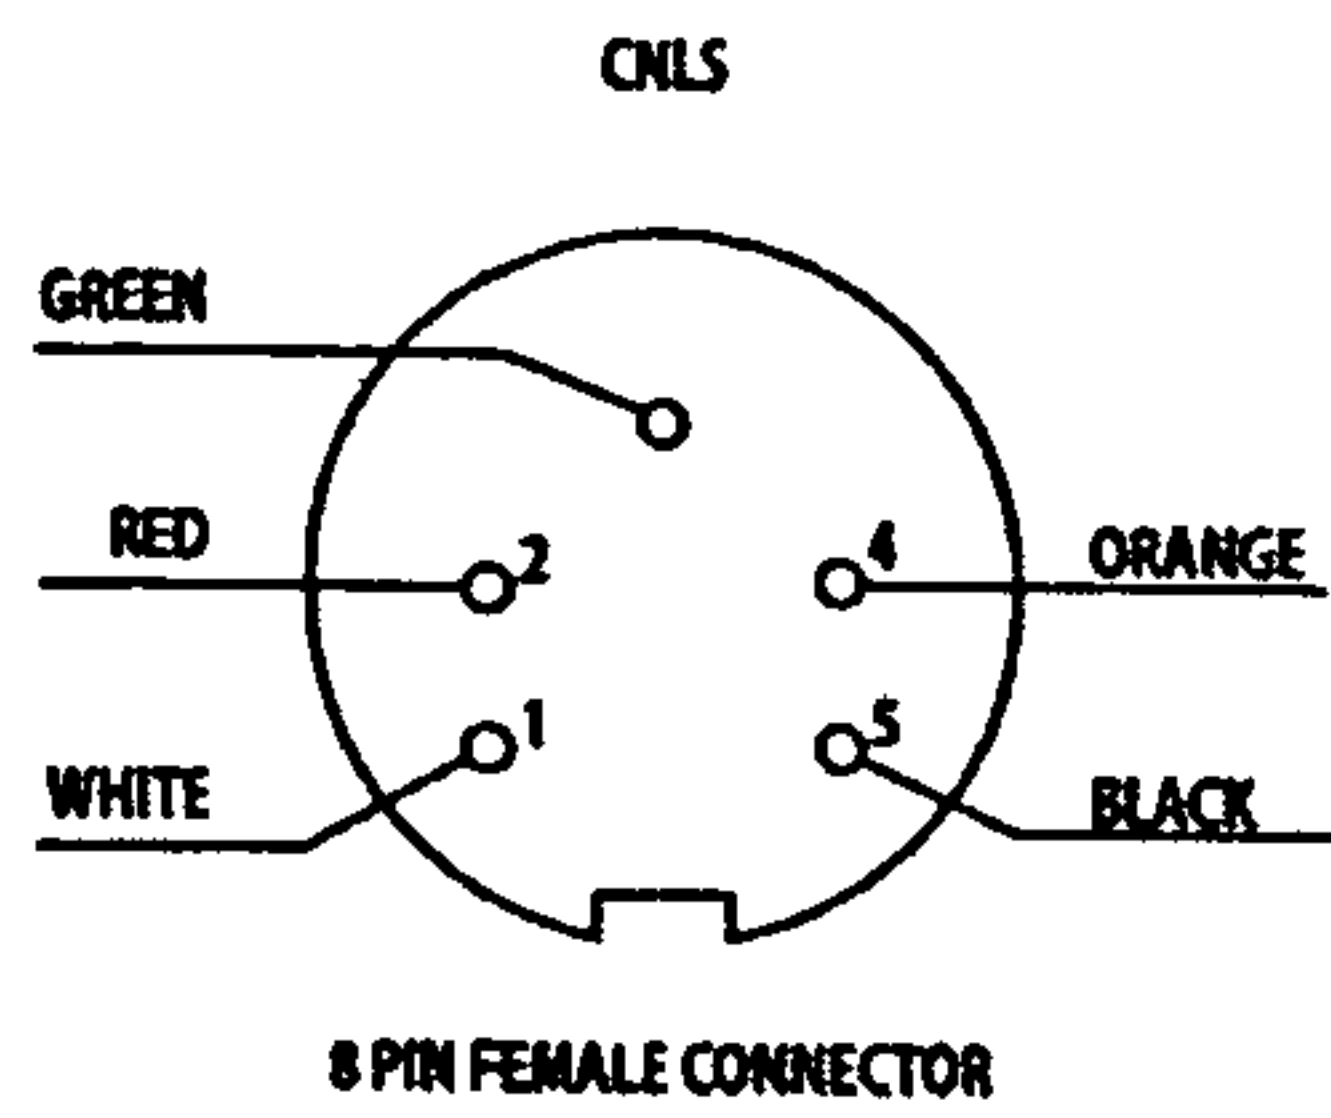 CNLS
GREEN
RED
2
4
ORANGE
1
5
WHITE
BLACK
8 PIN FEMALE CONNECTOR